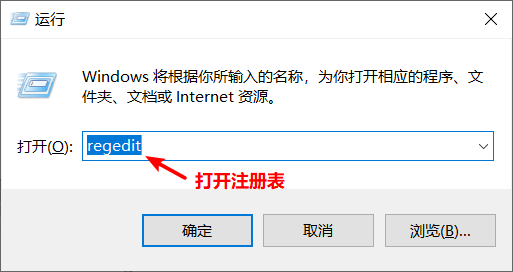 运行
Windows 将根据你所输入的名称，为你打开相应的程序、文
件夹、文档或 Internet 资源。
打开(O): regedit
打开注册表
确定 取消 浏览(B)...